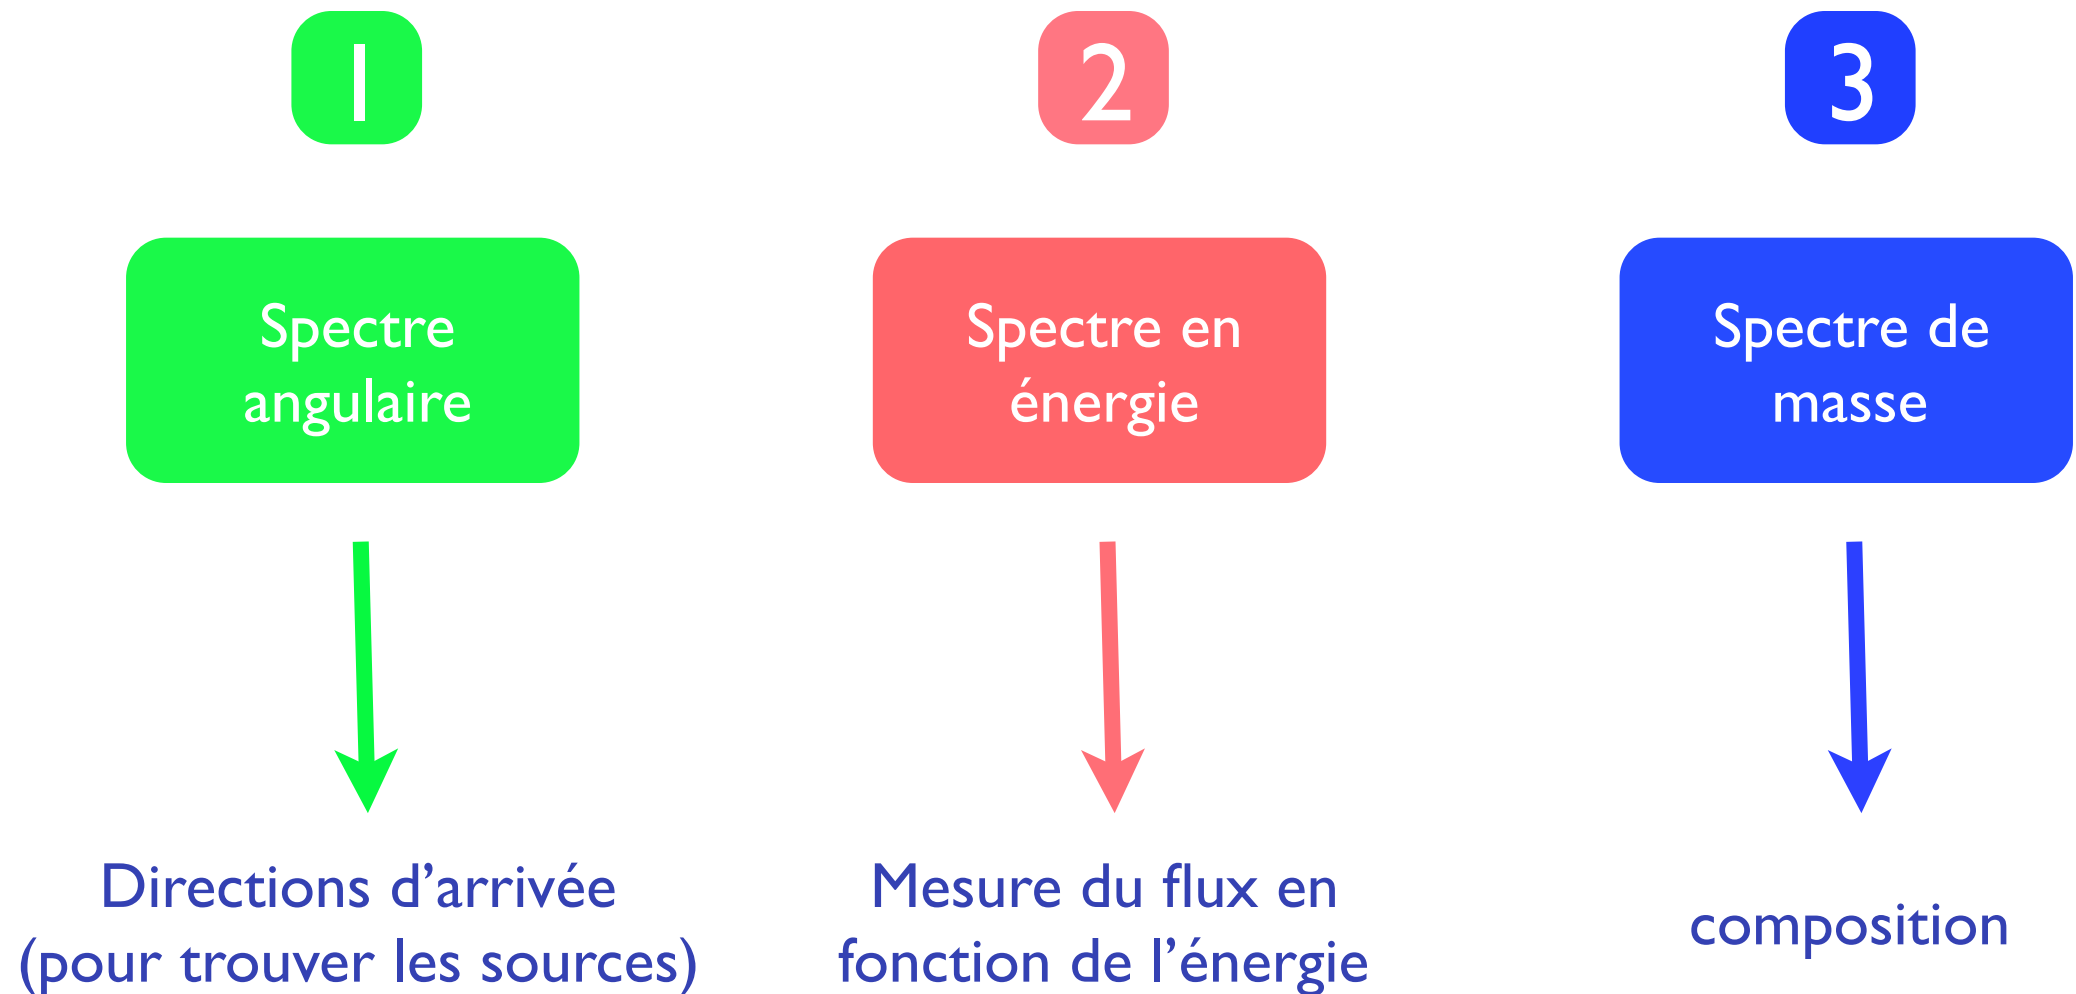 1
Spectre
angulaire
Directions d’arrivée
(pour trouver les sources)
2
Spectre en
énergie
Mesure du flux en
fonction de l’énergie
3
Spectre de
masse
composition